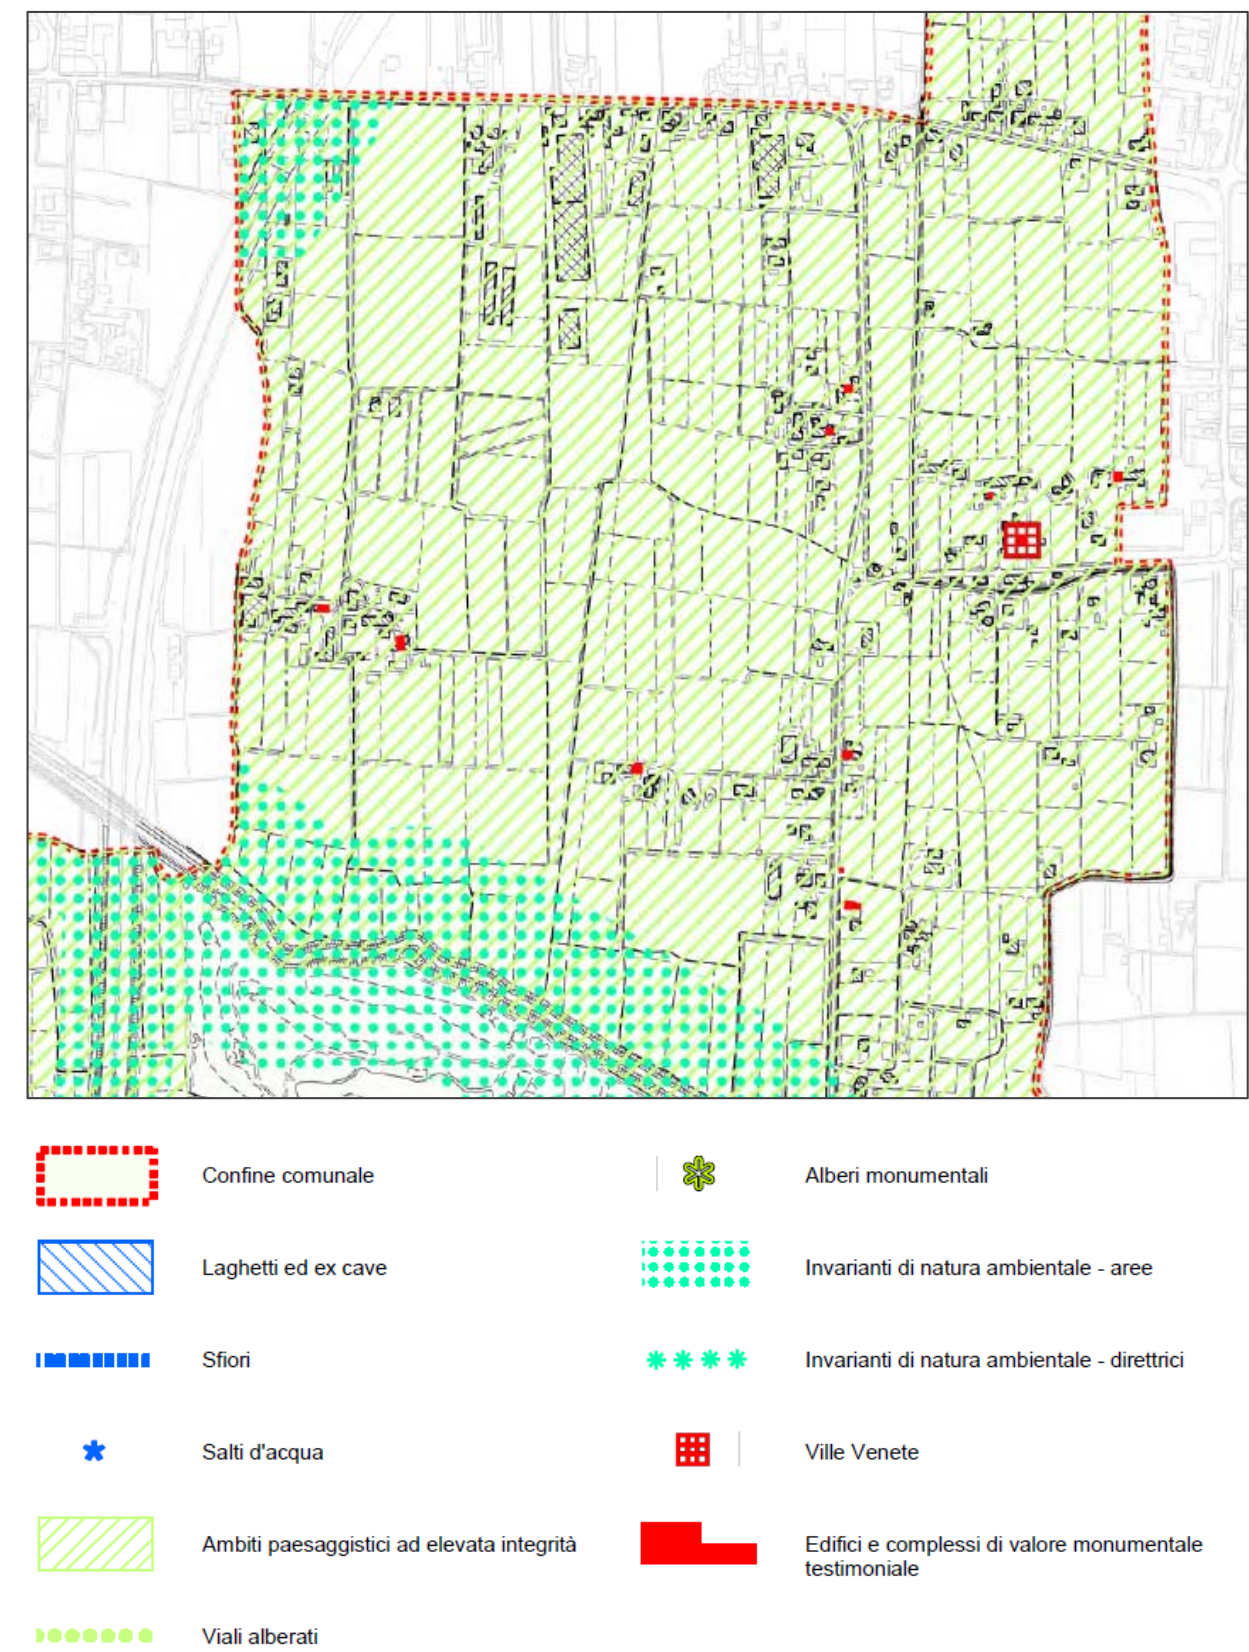 Confine comunale
Laghetti ed ex cave
Sfiori
Salti d'acqua
Ambiti paesaggistici ad elevata integrità
Viali alberati
Alberi monumentali
Invarianti di natura ambientale - aree
Invarianti di natura ambientale - direttrici
Ville Venete
Edifici e complessi di valore monumentale
testimoniale